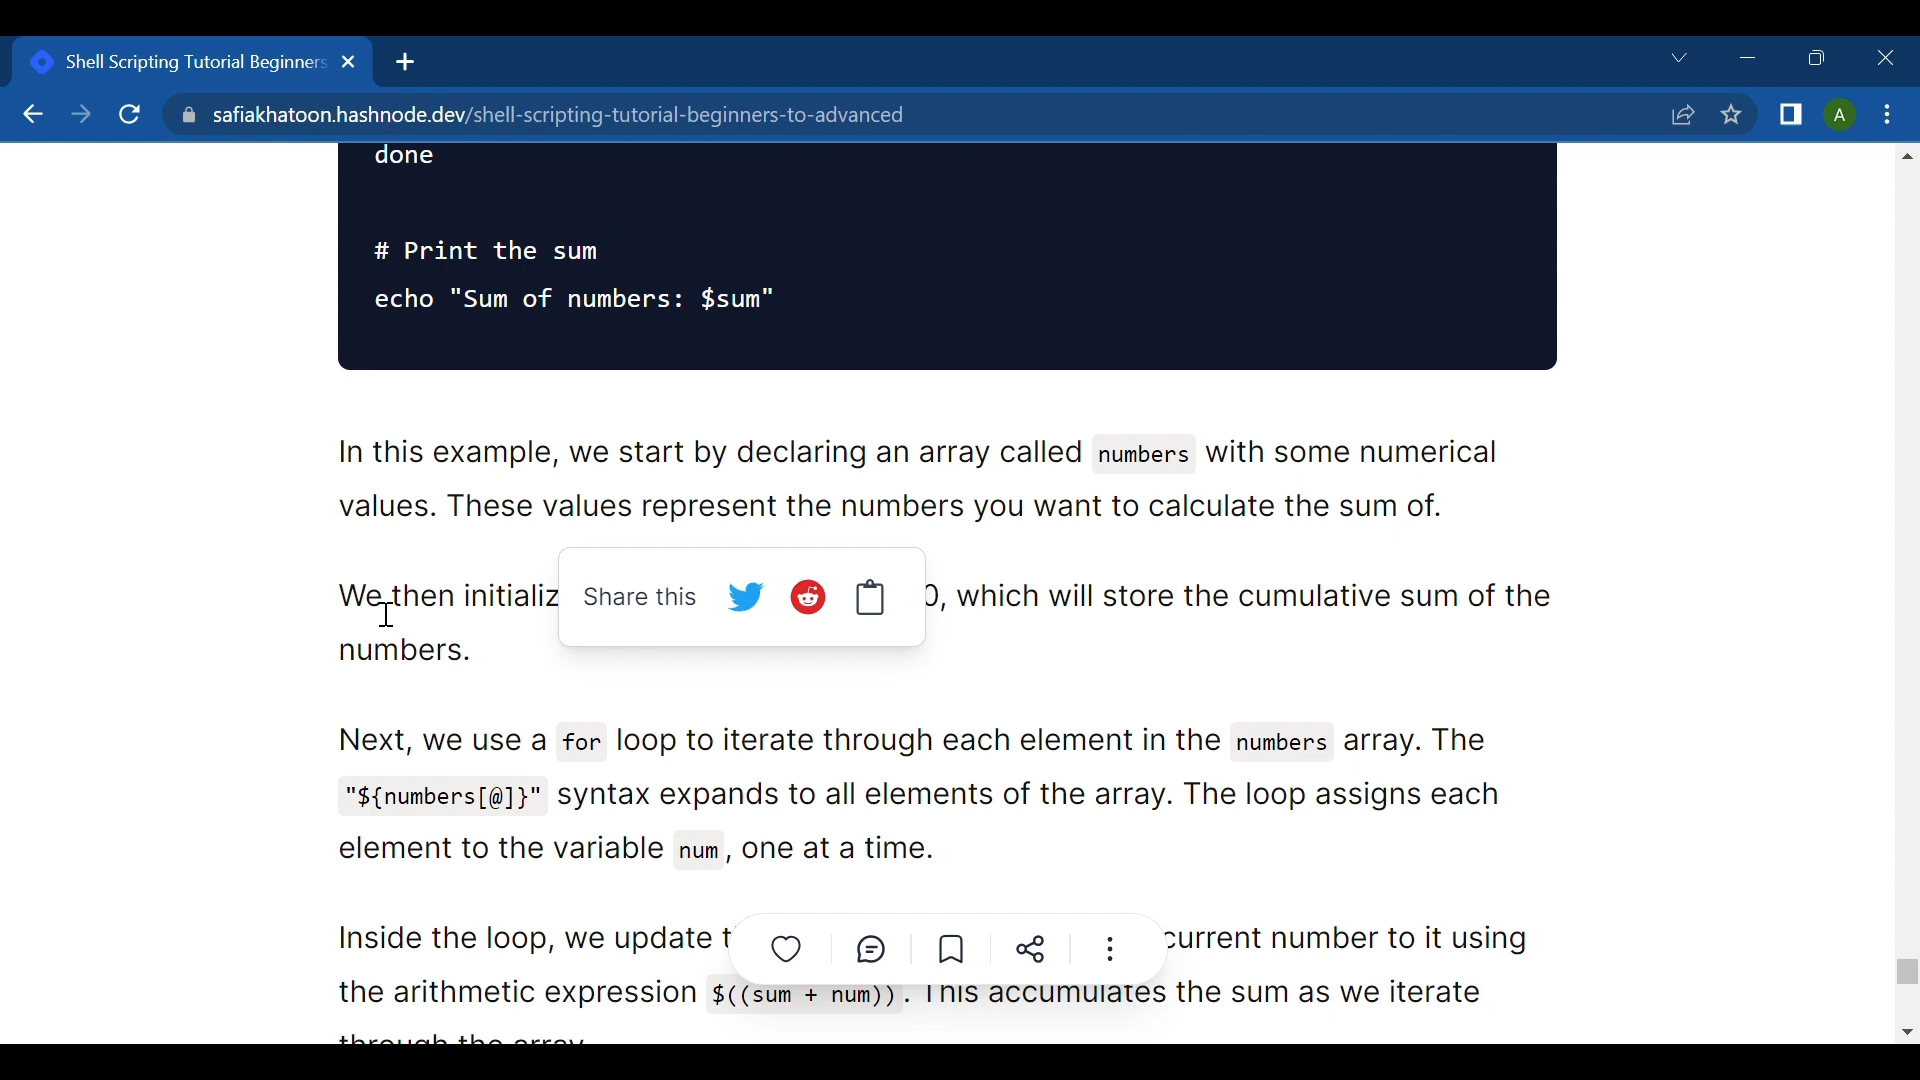 Shell Scripting Tutorial Beginners
safiakhatoon.hashnode.dev/shell-scripting-tutorial-beginners-to-advanced
A
done
# Print the sum
echo "Sum of numbers: $sum"
In this example, we start by declaring an array called numbers with some numerical
values. These values represent the numbers you want to calculate the sum of.
We then initializ Share this 0, which will store the cumulative sum of the
numbers.
Next, we use a for loop to iterate through each element in the numbers array. The
"${numbers[@]}" syntax expands to all elements of the array. The loop assigns each
element to the variable num, one at a time.
Inside the loop, we update t current number to it using
the arithmetic expression $((sum + num)). This accumulates the sum as we iterate
through the array